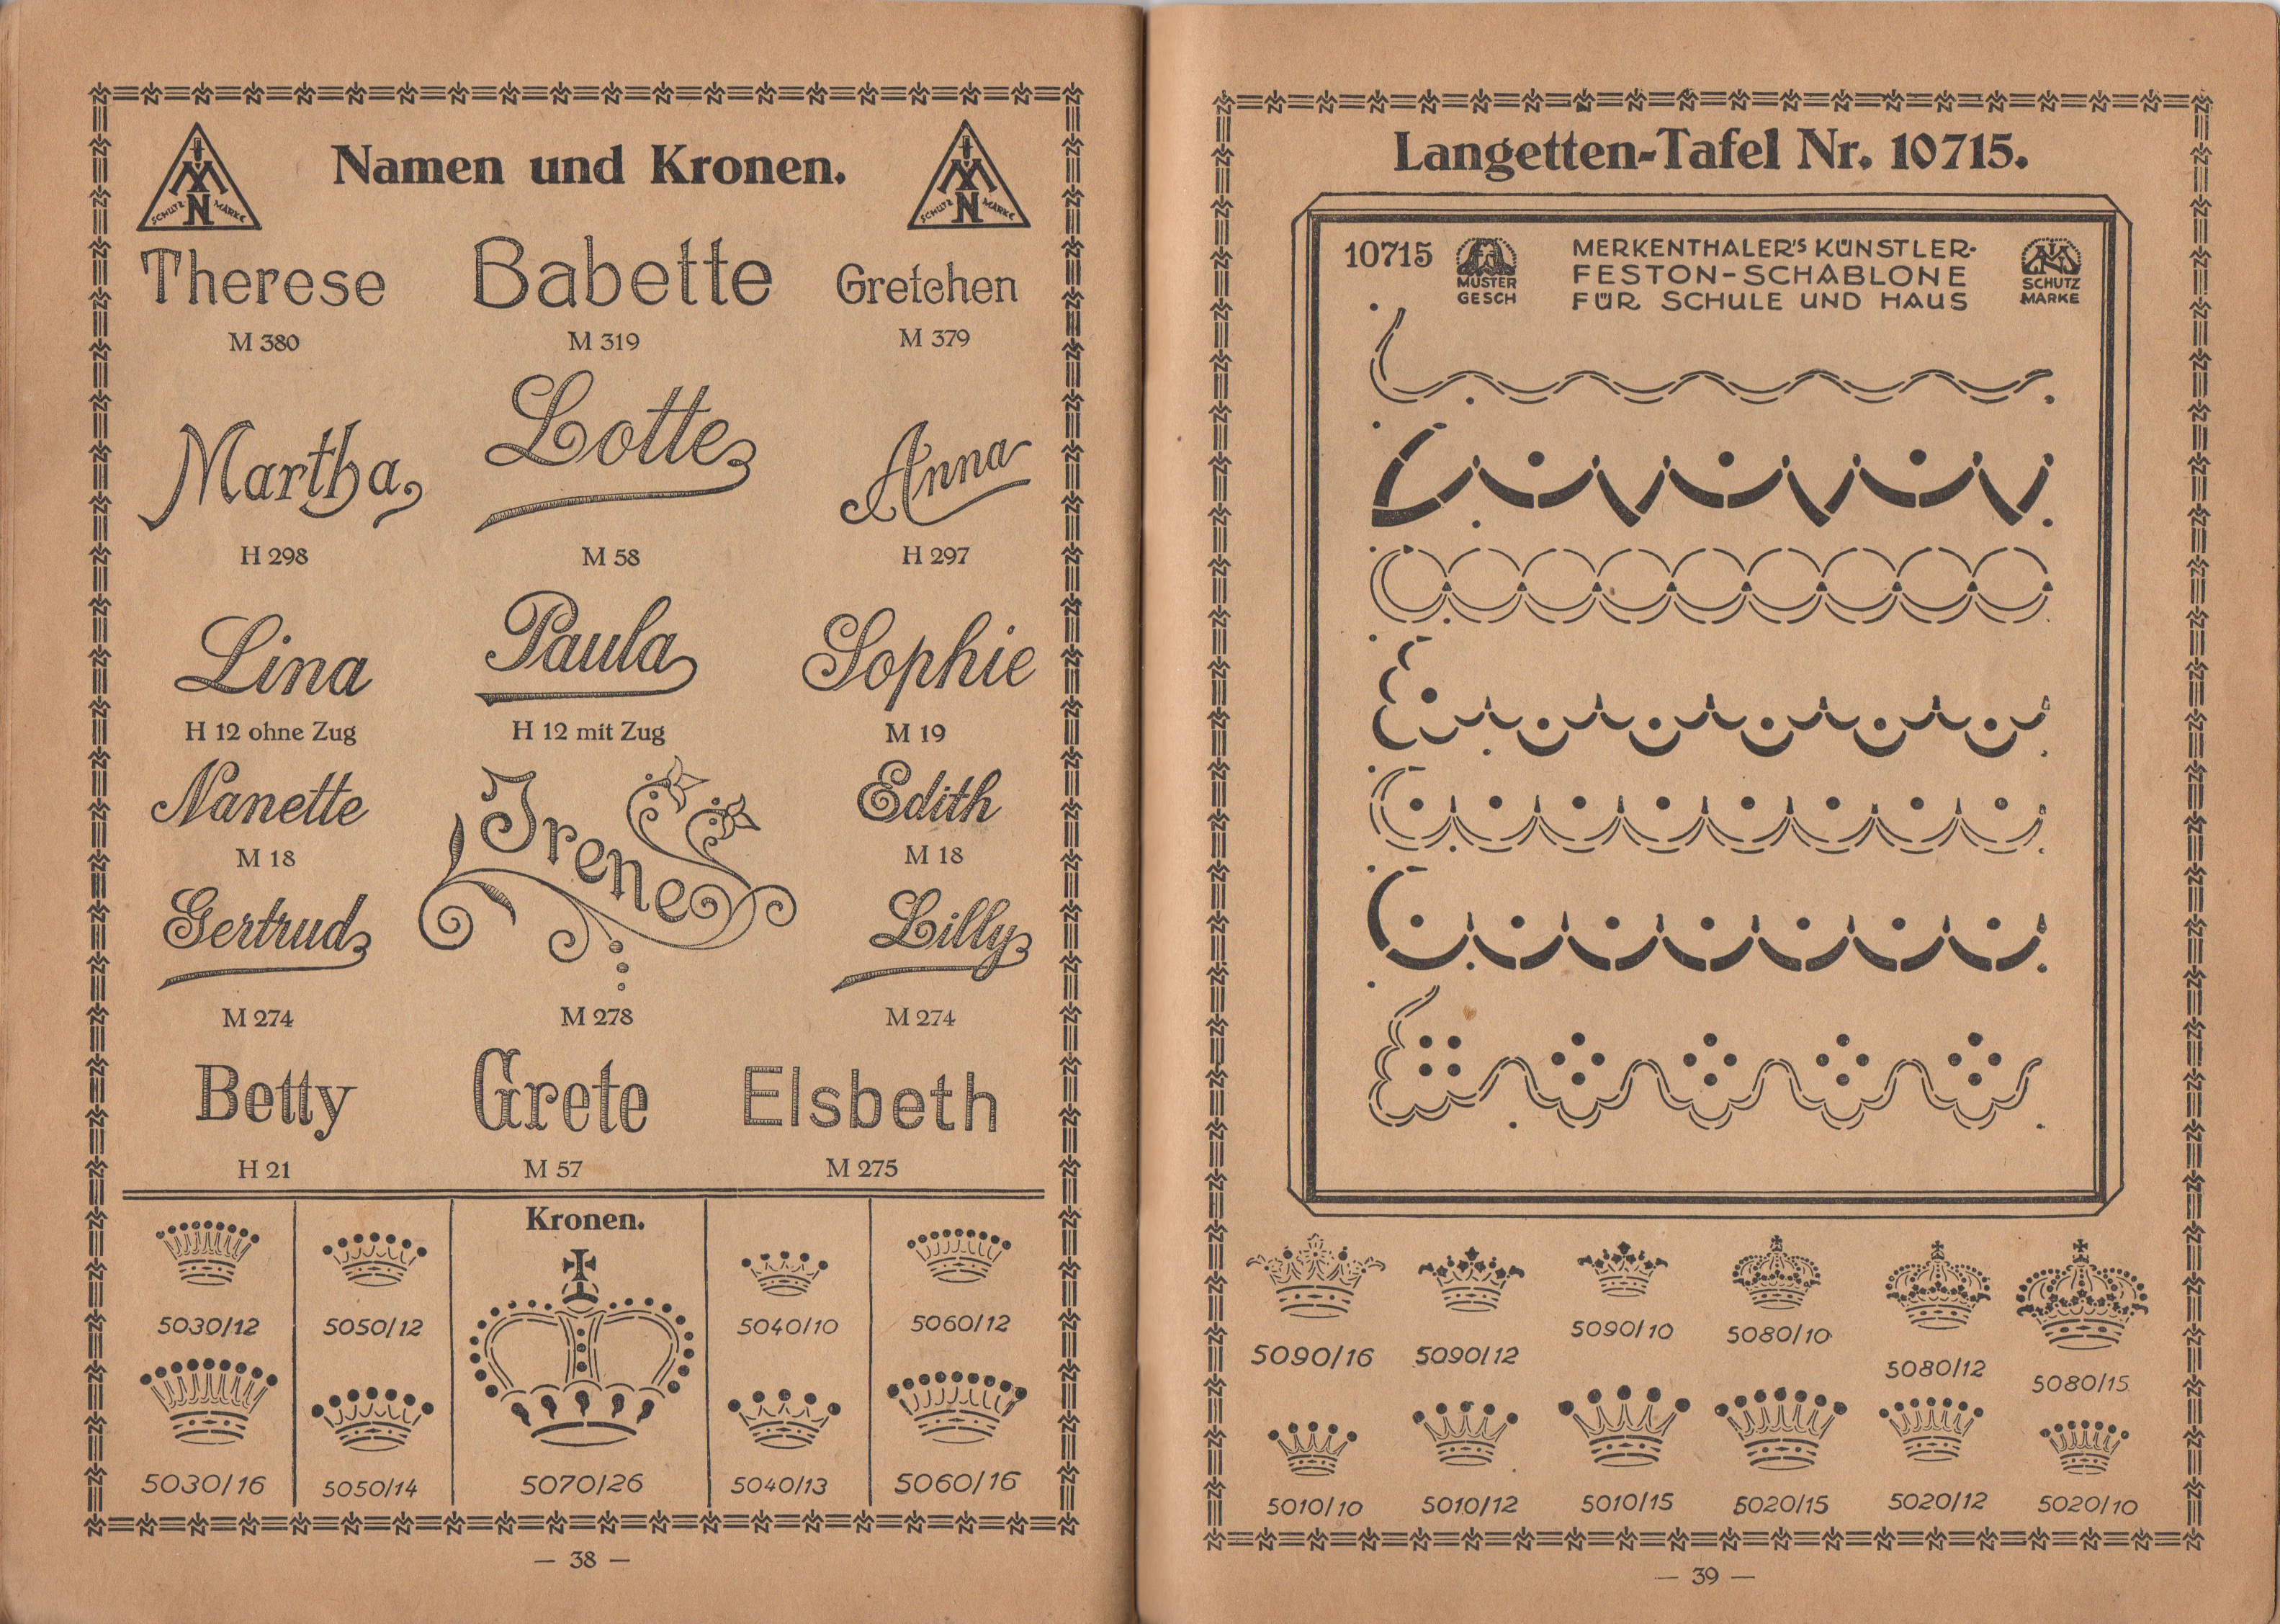 Namen und Kronen.
SCHUTZ MARKE
SCHUTZ MARKE
Therese Babette Gretchen
M 380 M 319 M 379
Martha Lotte Anna
H 298 M 58 H 297
Lina Paula Sophie
H 12 ohne Zug H 12 mit Zug M 19
Nanette Irene Edith
M 18 M 18
Gertrud Lilly
M 274 M 278 M 274
Betty Grete Elsbeth
H 21 M 57 M 275
Kronen.
5030/12 5050/12 5040/10 5060/12
5030/16 5050/14 5070/26 5040/13 5060/16
— 38 —
Langetten-Tafel Nr. 10715.
10715
MUSTER
GESCH
MERKENTHALER'S KÜNSTLER-
FESTON-SCHABLONE
FÜR SCHULE UND HAUS
SCHUTZ
MARKE
5090/16 5090/12 5090/10 5080/10 5080/12 5080/15
5010/10 5010/12 5010/15 5020/15 5020/12 5020/10
— 39 —